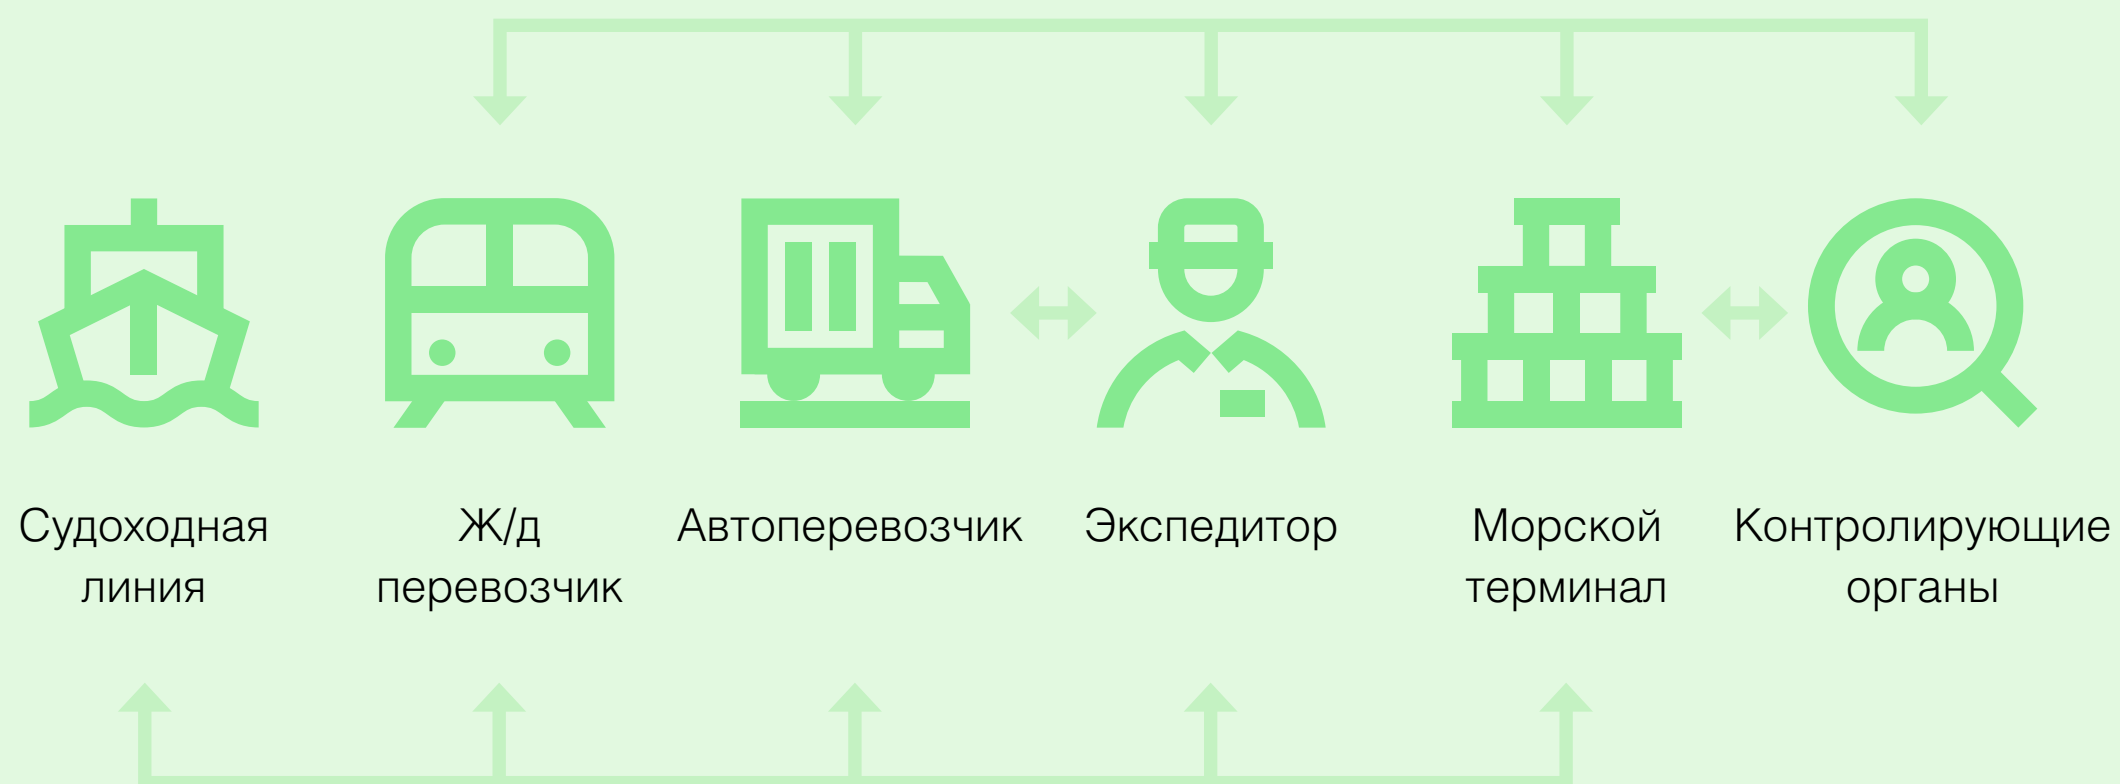 Судоходная
линия
Ж/д
перевозчик
Автоперевозчик
Экспедитор
Морской
терминал
Контролирующие
органы